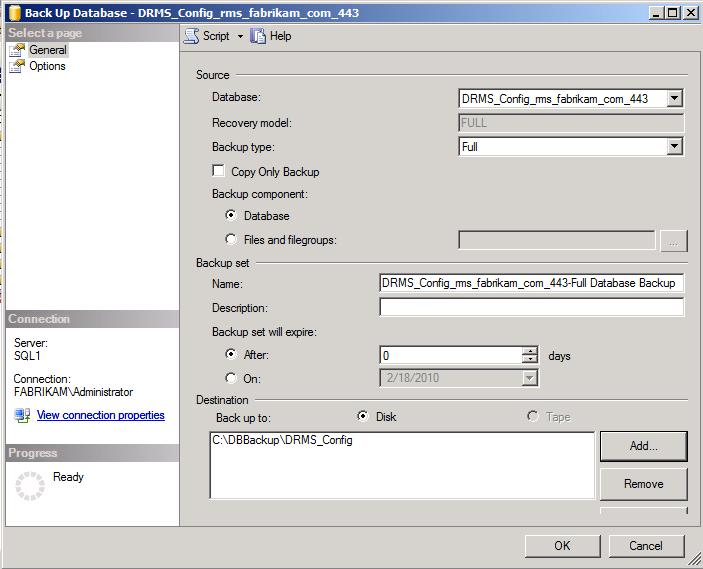 Back Up Database - DRMS_Config_rms_fabrikam_com_443
Select a page
General
Options
Script
Help
Source
Database:
DRMS_Config_rms_fabrikam_com_443
Recovery model:
FULL
Backup type:
Full
Copy Only Backup
Backup component:
Database
Files and filegroups:
...
Backup set
Name:
DRMS_Config_rms_fabrikam_com_443-Full Database Backup
Description:
Backup set will expire:
After:
0
days
On:
2/18/2010
Destination
Back up to:
Disk
Tape
C:\DBBackup\DRMS_Config
Add...
Remove
Connection
Server:
SQL1
Connection:
FABRIKAM\Administrator
View connection properties
Progress
Ready
OK
Cancel